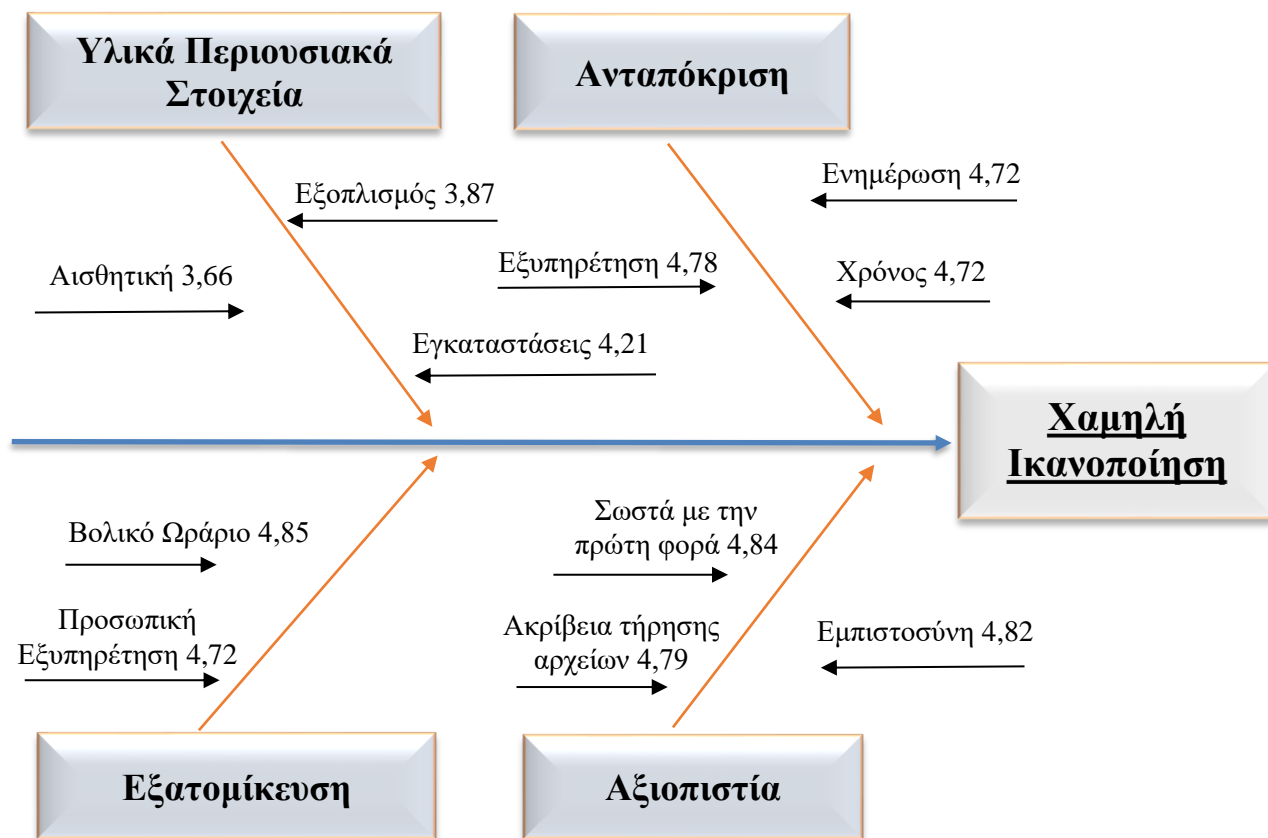 Υλικά Περιουσιακά
Στοιχεία
Ανταπόκριση
Εξοπλισμός 3,87
Ενημέρωση 4,72
Αισθητική 3,66
Εξυπηρέτηση 4,78
Χρόνος 4,72
Εγκαταστάσεις 4,21
Χαμηλή
Ικανοποίηση
Βολικό Ωράριο 4,85
Σωστά με την
πρώτη φορά 4,84
Προσωπική
Εξυπηρέτηση 4,72
Ακρίβεια τήρησης
αρχείων 4,79
Εμπιστοσύνη 4,82
Εξατομίκευση
Αξιοπιστία